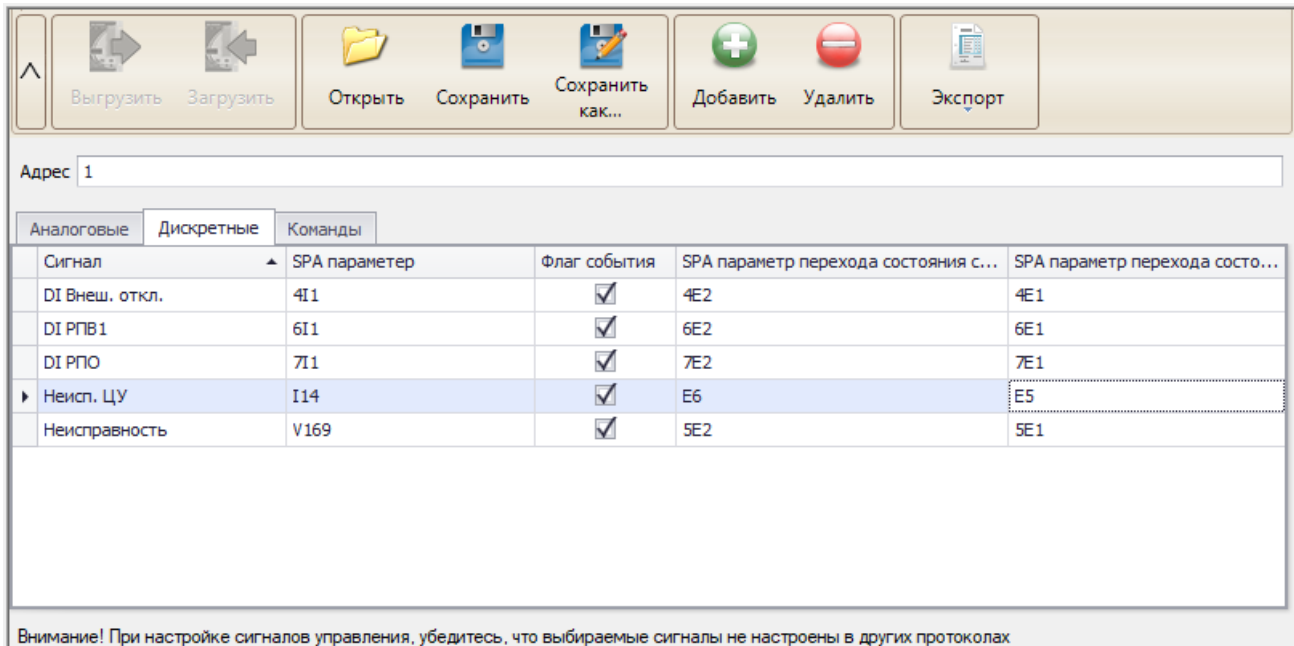 Выгрузить Загрузить Открыть Сохранить Сохранить как... Добавить Удалить Экспорт
Адрес 1
Аналоговые Дискретные Команды
Сигнал SPA параметр Флаг события SPA параметр перехода состояния с... SPA параметр перехода состо...
DI Внеш. откл. 4I1 4E2 4E1
DI РПВ1 6I1 6E2 6E1
DI РПО 7I1 7E2 7E1
Неисп. ЦУ I14 E6 E5
Неисправность V169 5E2 5E1
Внимание! При настройке сигналов управления, убедитесь, что выбираемые сигналы не настроены в других протоколах